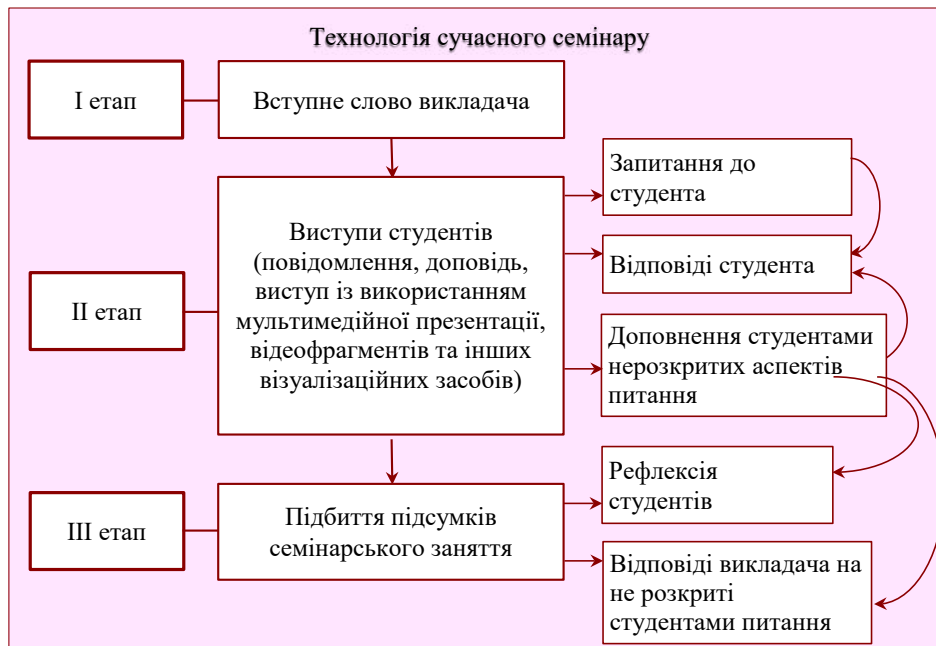 Технологія сучасного семінару
І етап
Вступне слово викладача
ІІ етап
Виступи студентів
(повідомлення, доповідь,
виступ із використанням
мультимедійної презентації,
відеофрагментів та інших
візуалізаційних засобів)
Запитання до
студента
Відповіді студента
Доповнення студентами
нерозкритих аспектів
питання
ІІІ етап
Підбиття підсумків
семінарського заняття
Рефлексія
студентів
Відповіді викладача на
не розкриті
студентами питання